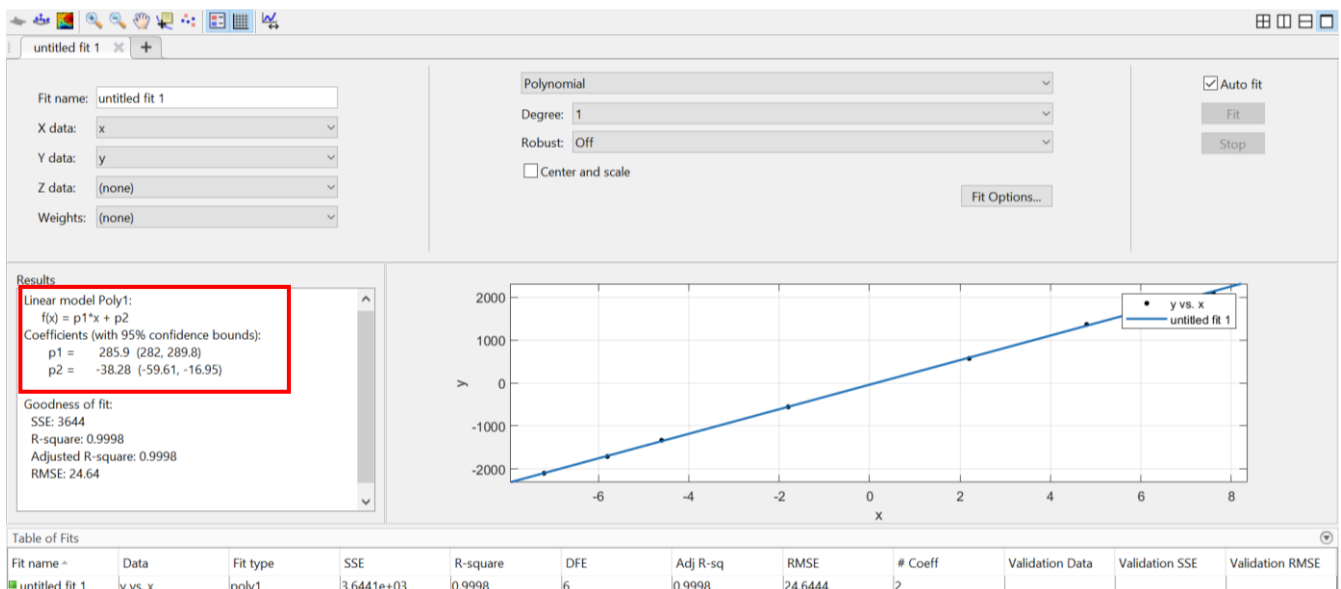 untitled fit 1
Fit name: untitled fit 1
X data: x
Y data: y
Z data: (none)
Weights: (none)
Polynomial
Degree: 1
Robust: Off
Center and scale
Fit Options...
Auto fit
Fit
Stop
Results
Linear model Poly1:
f(x) = p1*x + p2
Coefficients (with 95% confidence bounds):
p1 = 285.9 (282, 289.8)
p2 = -38.28 (-59.61, -16.95)
Goodness of fit:
SSE: 3644
R-square: 0.9998
Adjusted R-square: 0.9998
RMSE: 24.64
2000
1000
0
-1000
-2000
y
-6 -4 -2 0 2 4 6 8
x
y vs. x
untitled fit 1
Table of Fits
Fit name Data Fit type SSE R-square DFE Adj R-sq RMSE # Coeff Validation Data Validation SSE Validation RMSE
untitled fit 1 y vs. x poly1 3.6441e+03 0.9998 6 0.9998 24.6444 2